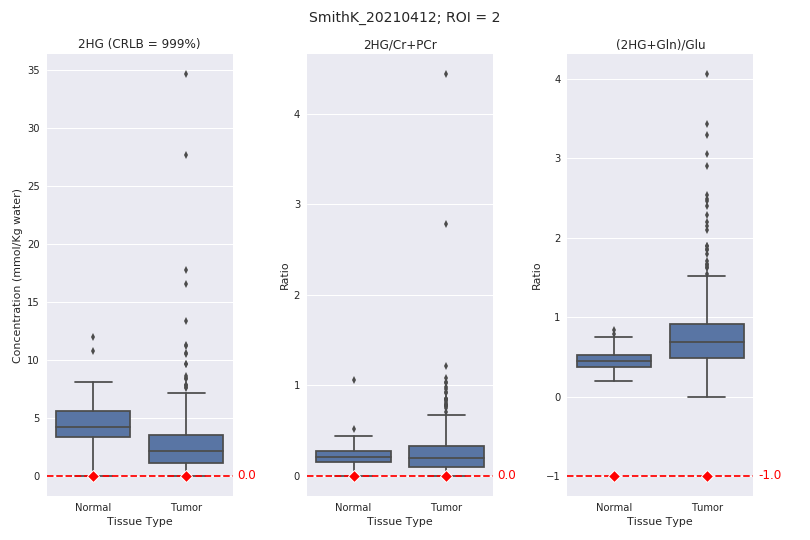 SmithK_20210412; ROI = 2
2HG (CRLB = 999%)
2HG/Cr+PCr
(2HG+Gln)/Glu
Concentration (mmol/Kg water)
35
30
25
20
15
10
5
0
0.0
Normal
Tumor
Tissue Type
Ratio
4
3
2
1
0
0.0
Normal
Tumor
Tissue Type
Ratio
4
3
2
1
0
−1
-1.0
Normal
Tumor
Tissue Type